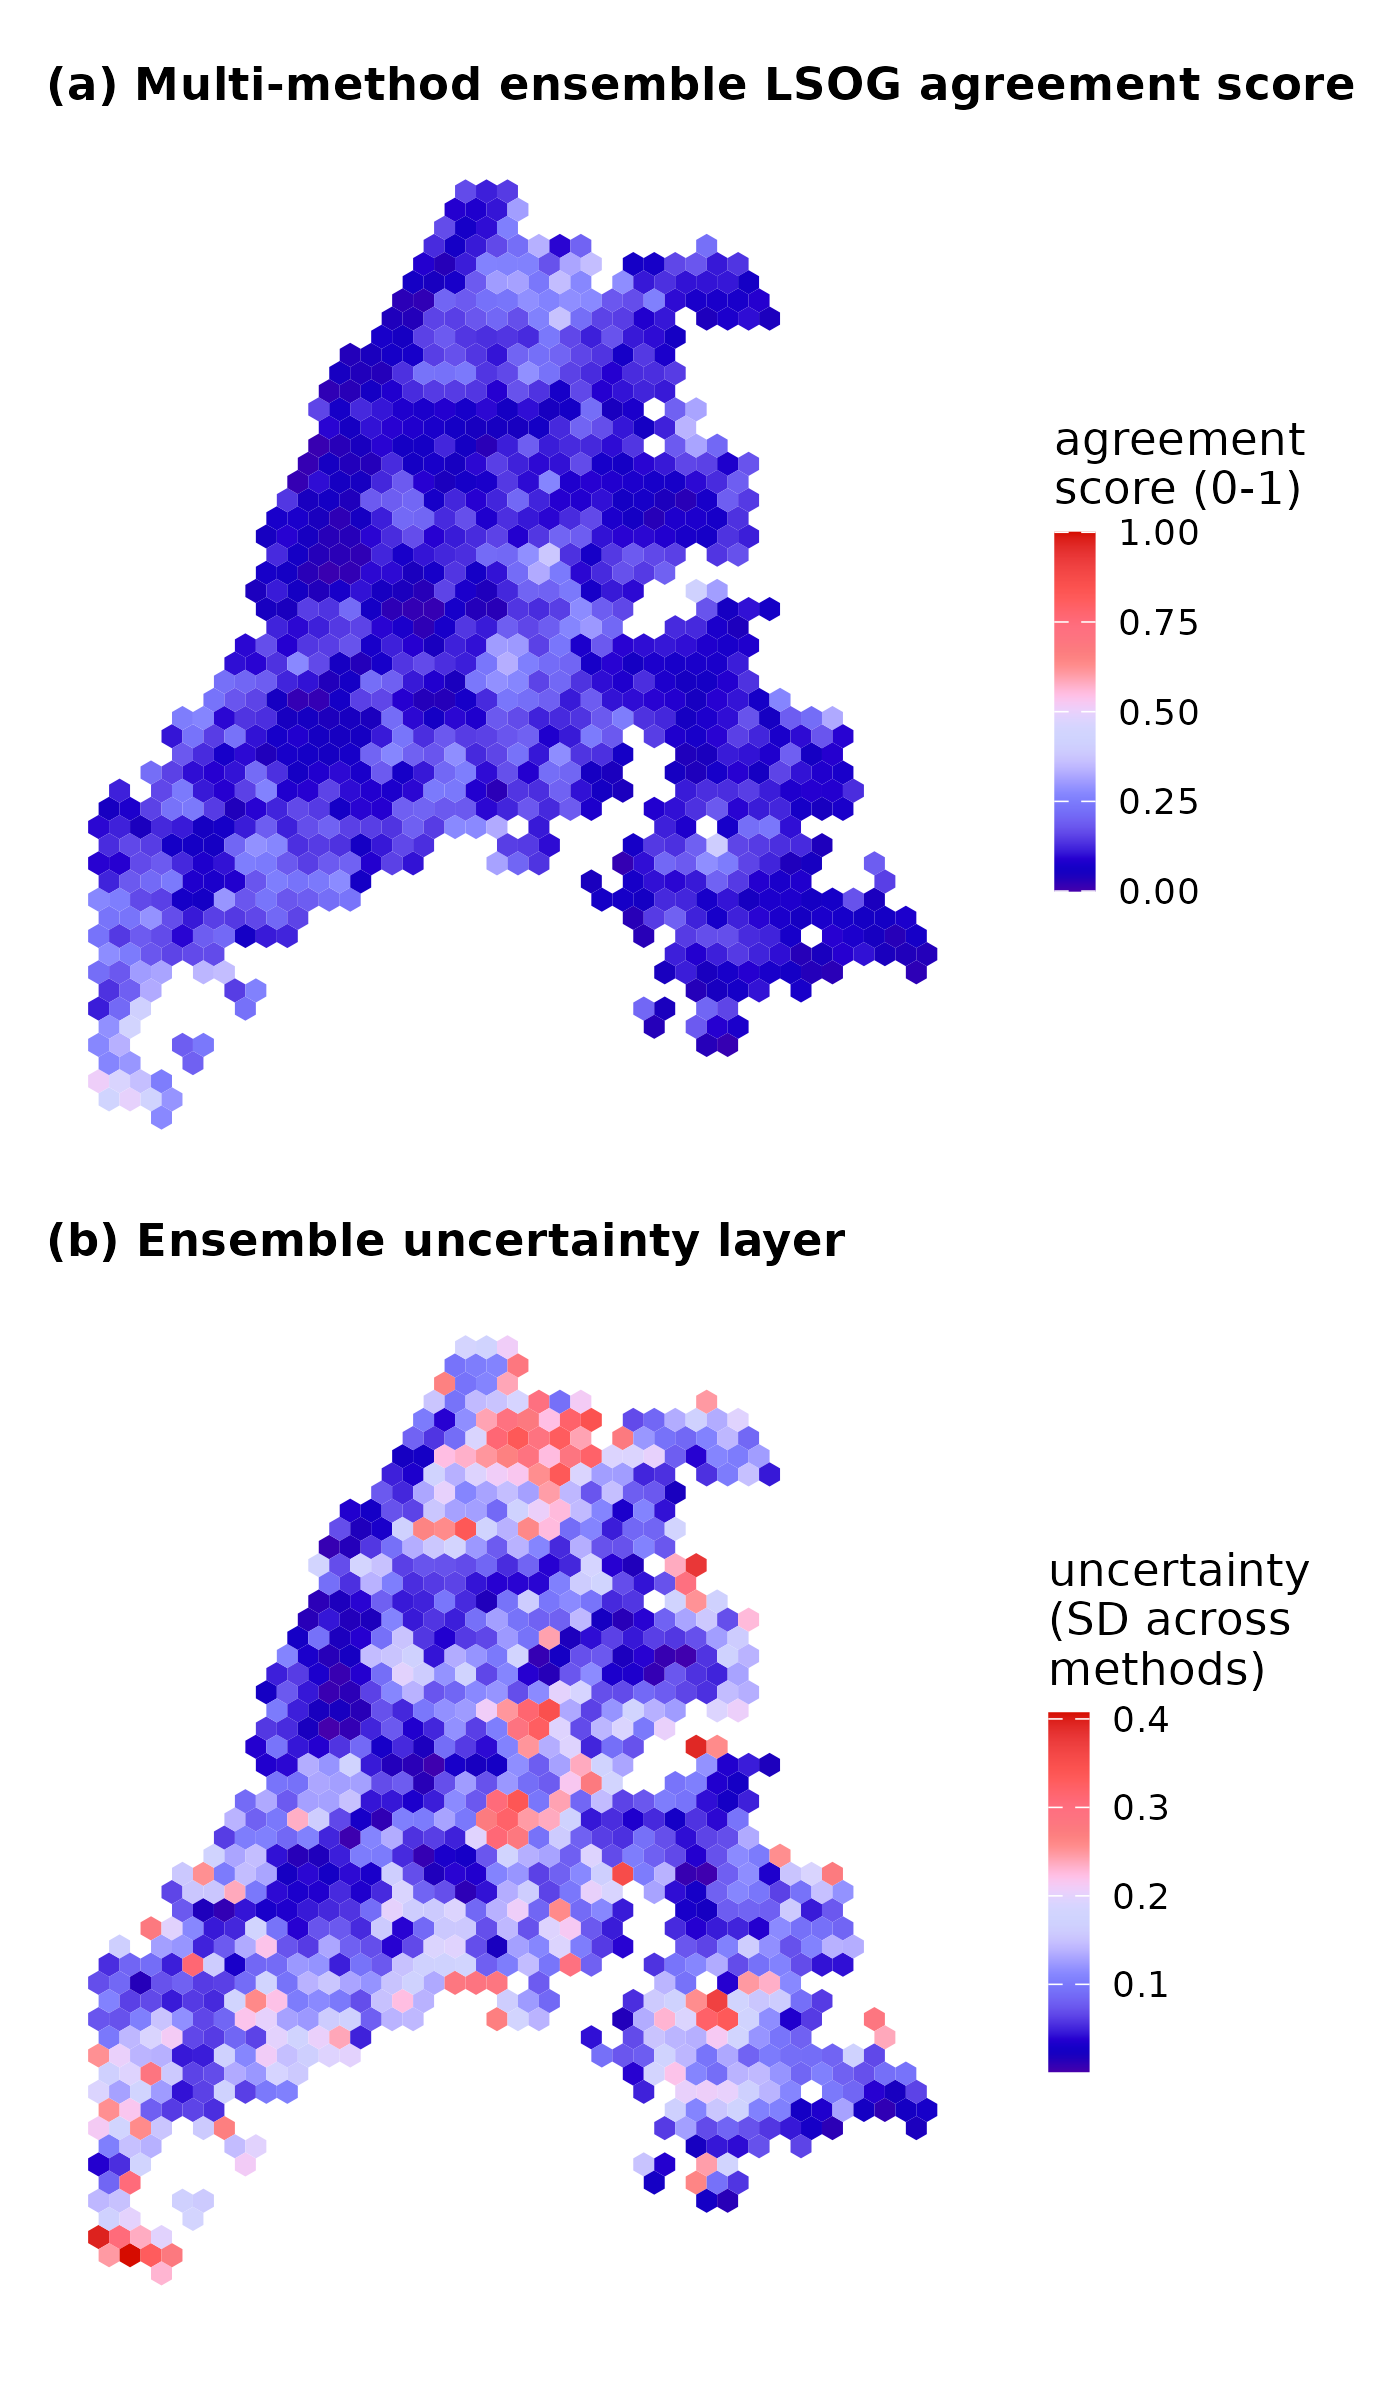 (a) Multi-method ensemble LSOG agreement score
agreement
score (0-1)
1.00
0.75
0.50
0.25
0.00
(b) Ensemble uncertainty layer
uncertainty
(SD across
methods)
0.4
0.3
0.2
0.1